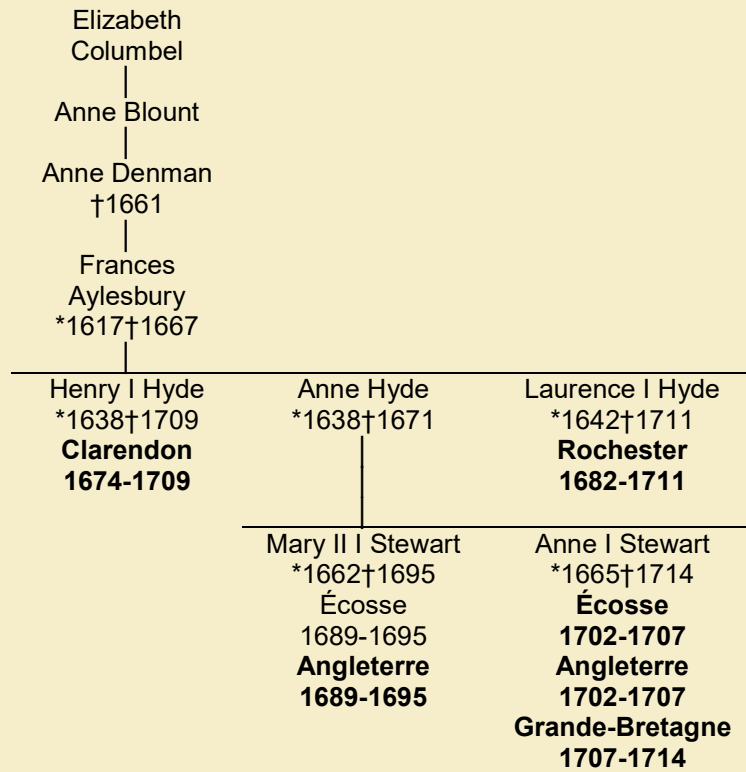 Elizabeth
Columbel
Anne Blount
Anne Denman
†1661
Frances
Aylesbury
*1617†1667
Henry I Hyde
*1638†1709
Clarendon
1674-1709
Anne Hyde
*1638†1671
Laurence I Hyde
*1642†1711
Rochester
1682-1711
Mary II I Stewart
*1662†1695
Écosse
1689-1695
Angleterre
1689-1695
Anne I Stewart
*1665†1714
Écosse
1702-1707
Angleterre
1702-1707
Grande-Bretagne
1707-1714